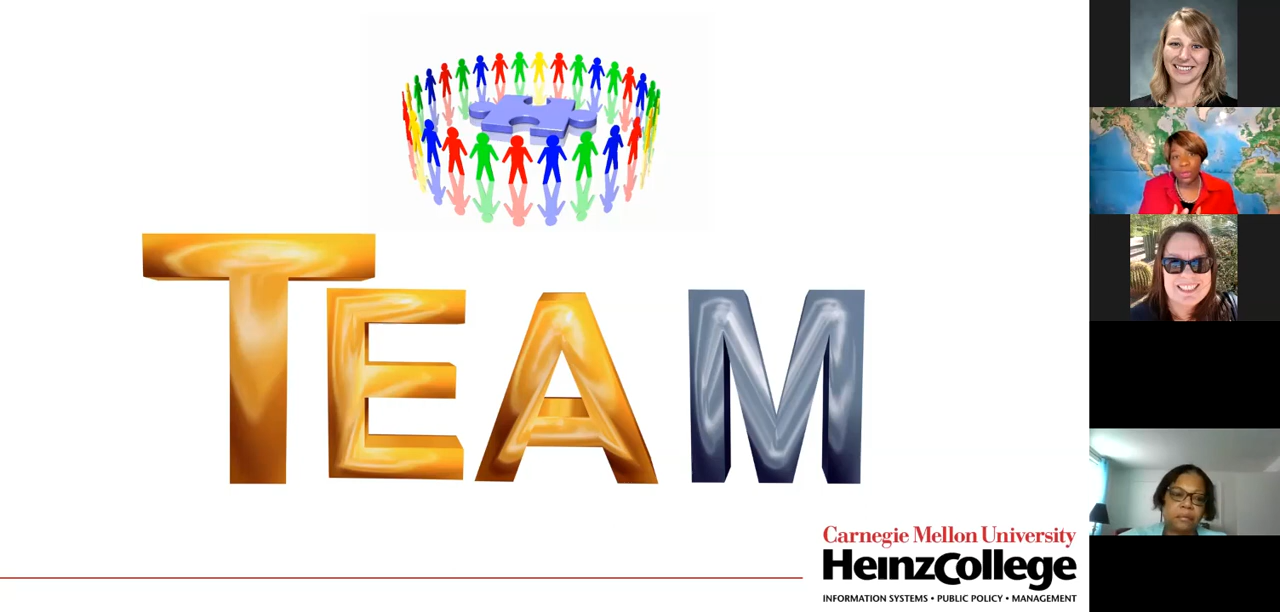 TEAM
Carnegie Mellon University
HeinzCollege
INFORMATION SYSTEMS • PUBLIC POLICY • MANAGEMENT